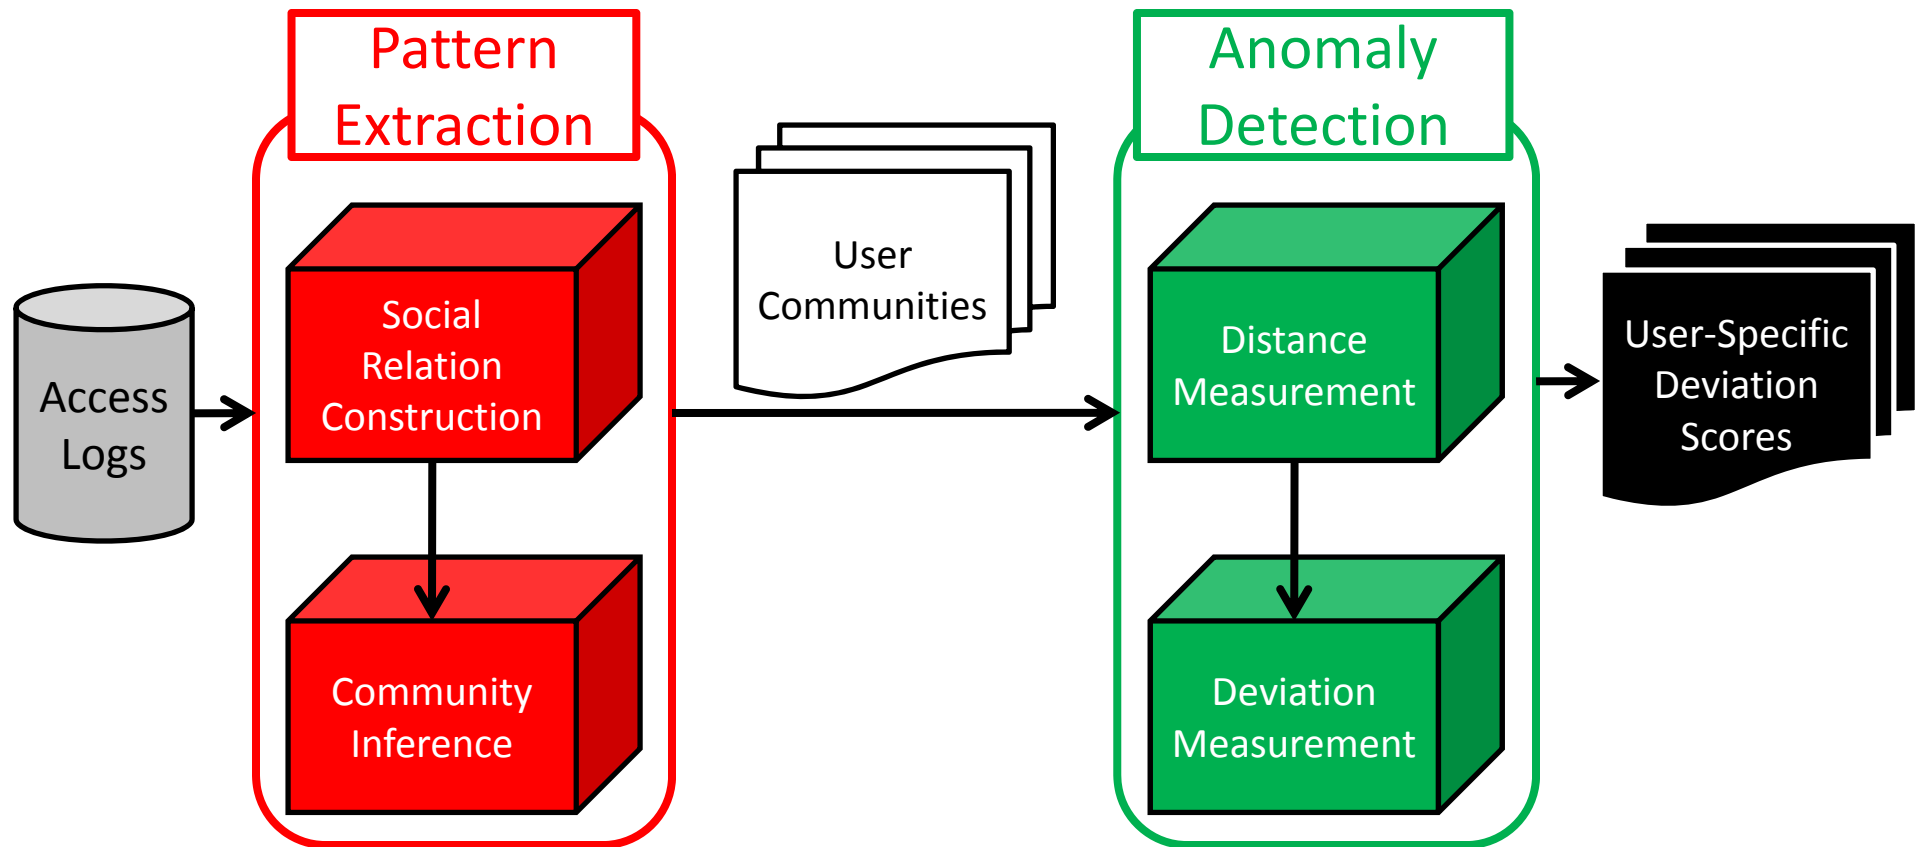 Pattern
Extraction
Anomaly
Detection
Access
Logs
Social
Relation
Construction
Community
Inference
User
Communities
Distance
Measurement
Deviation
Measurement
User-Specific
Deviation
Scores